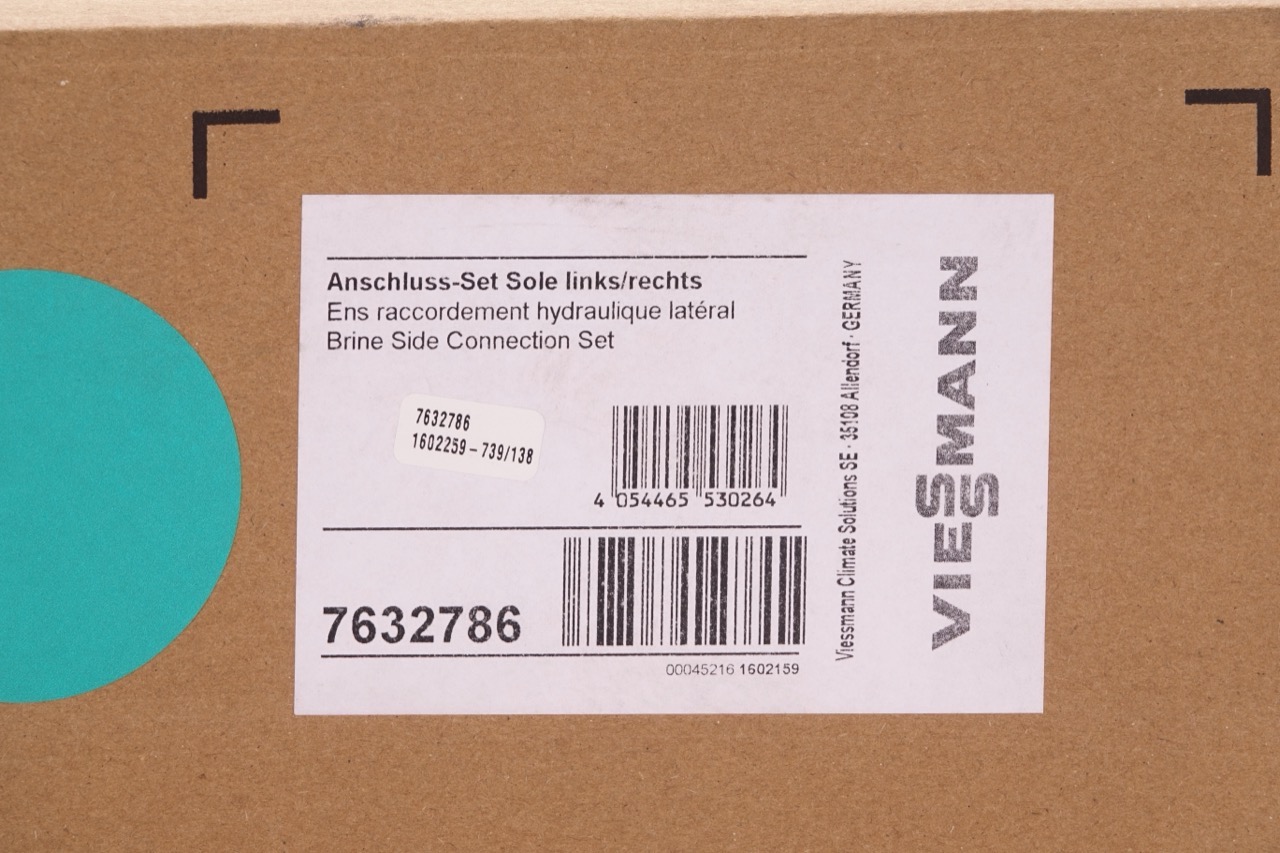 Anschluss-Set Sole links/rechts
Ens raccordement hydraulique latéral
Brine Side Connection Set
7632786
1602259-739/138
4 054465 530264
7632786
00045216 1602159
Viessmann Climate Solutions SE · 35108 Allendorf · GERMANY
VIESSMANN